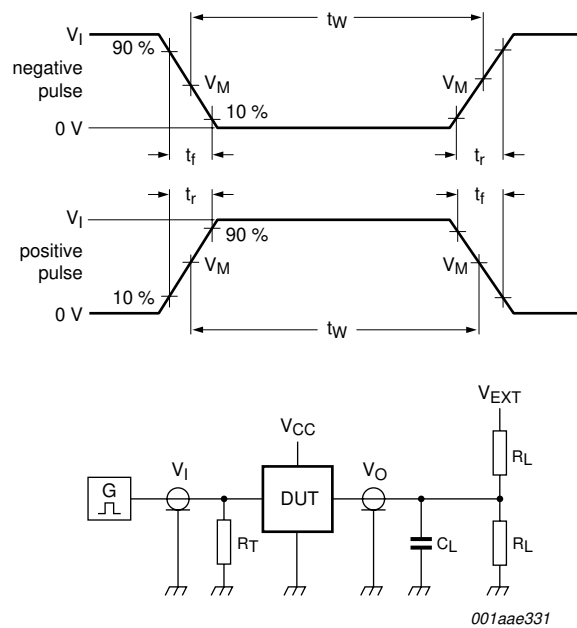 V_I
t_W
90 %
negative
pulse
V_M
V_M
10 %
0 V
t_f
t_r
t_r
t_f
V_I
90 %
positive
pulse
V_M
V_M
10 %
0 V
t_W
V_EXT
V_CC
R_L
V_I
V_O
G
DUT
R_T
C_L
R_L
001aae331